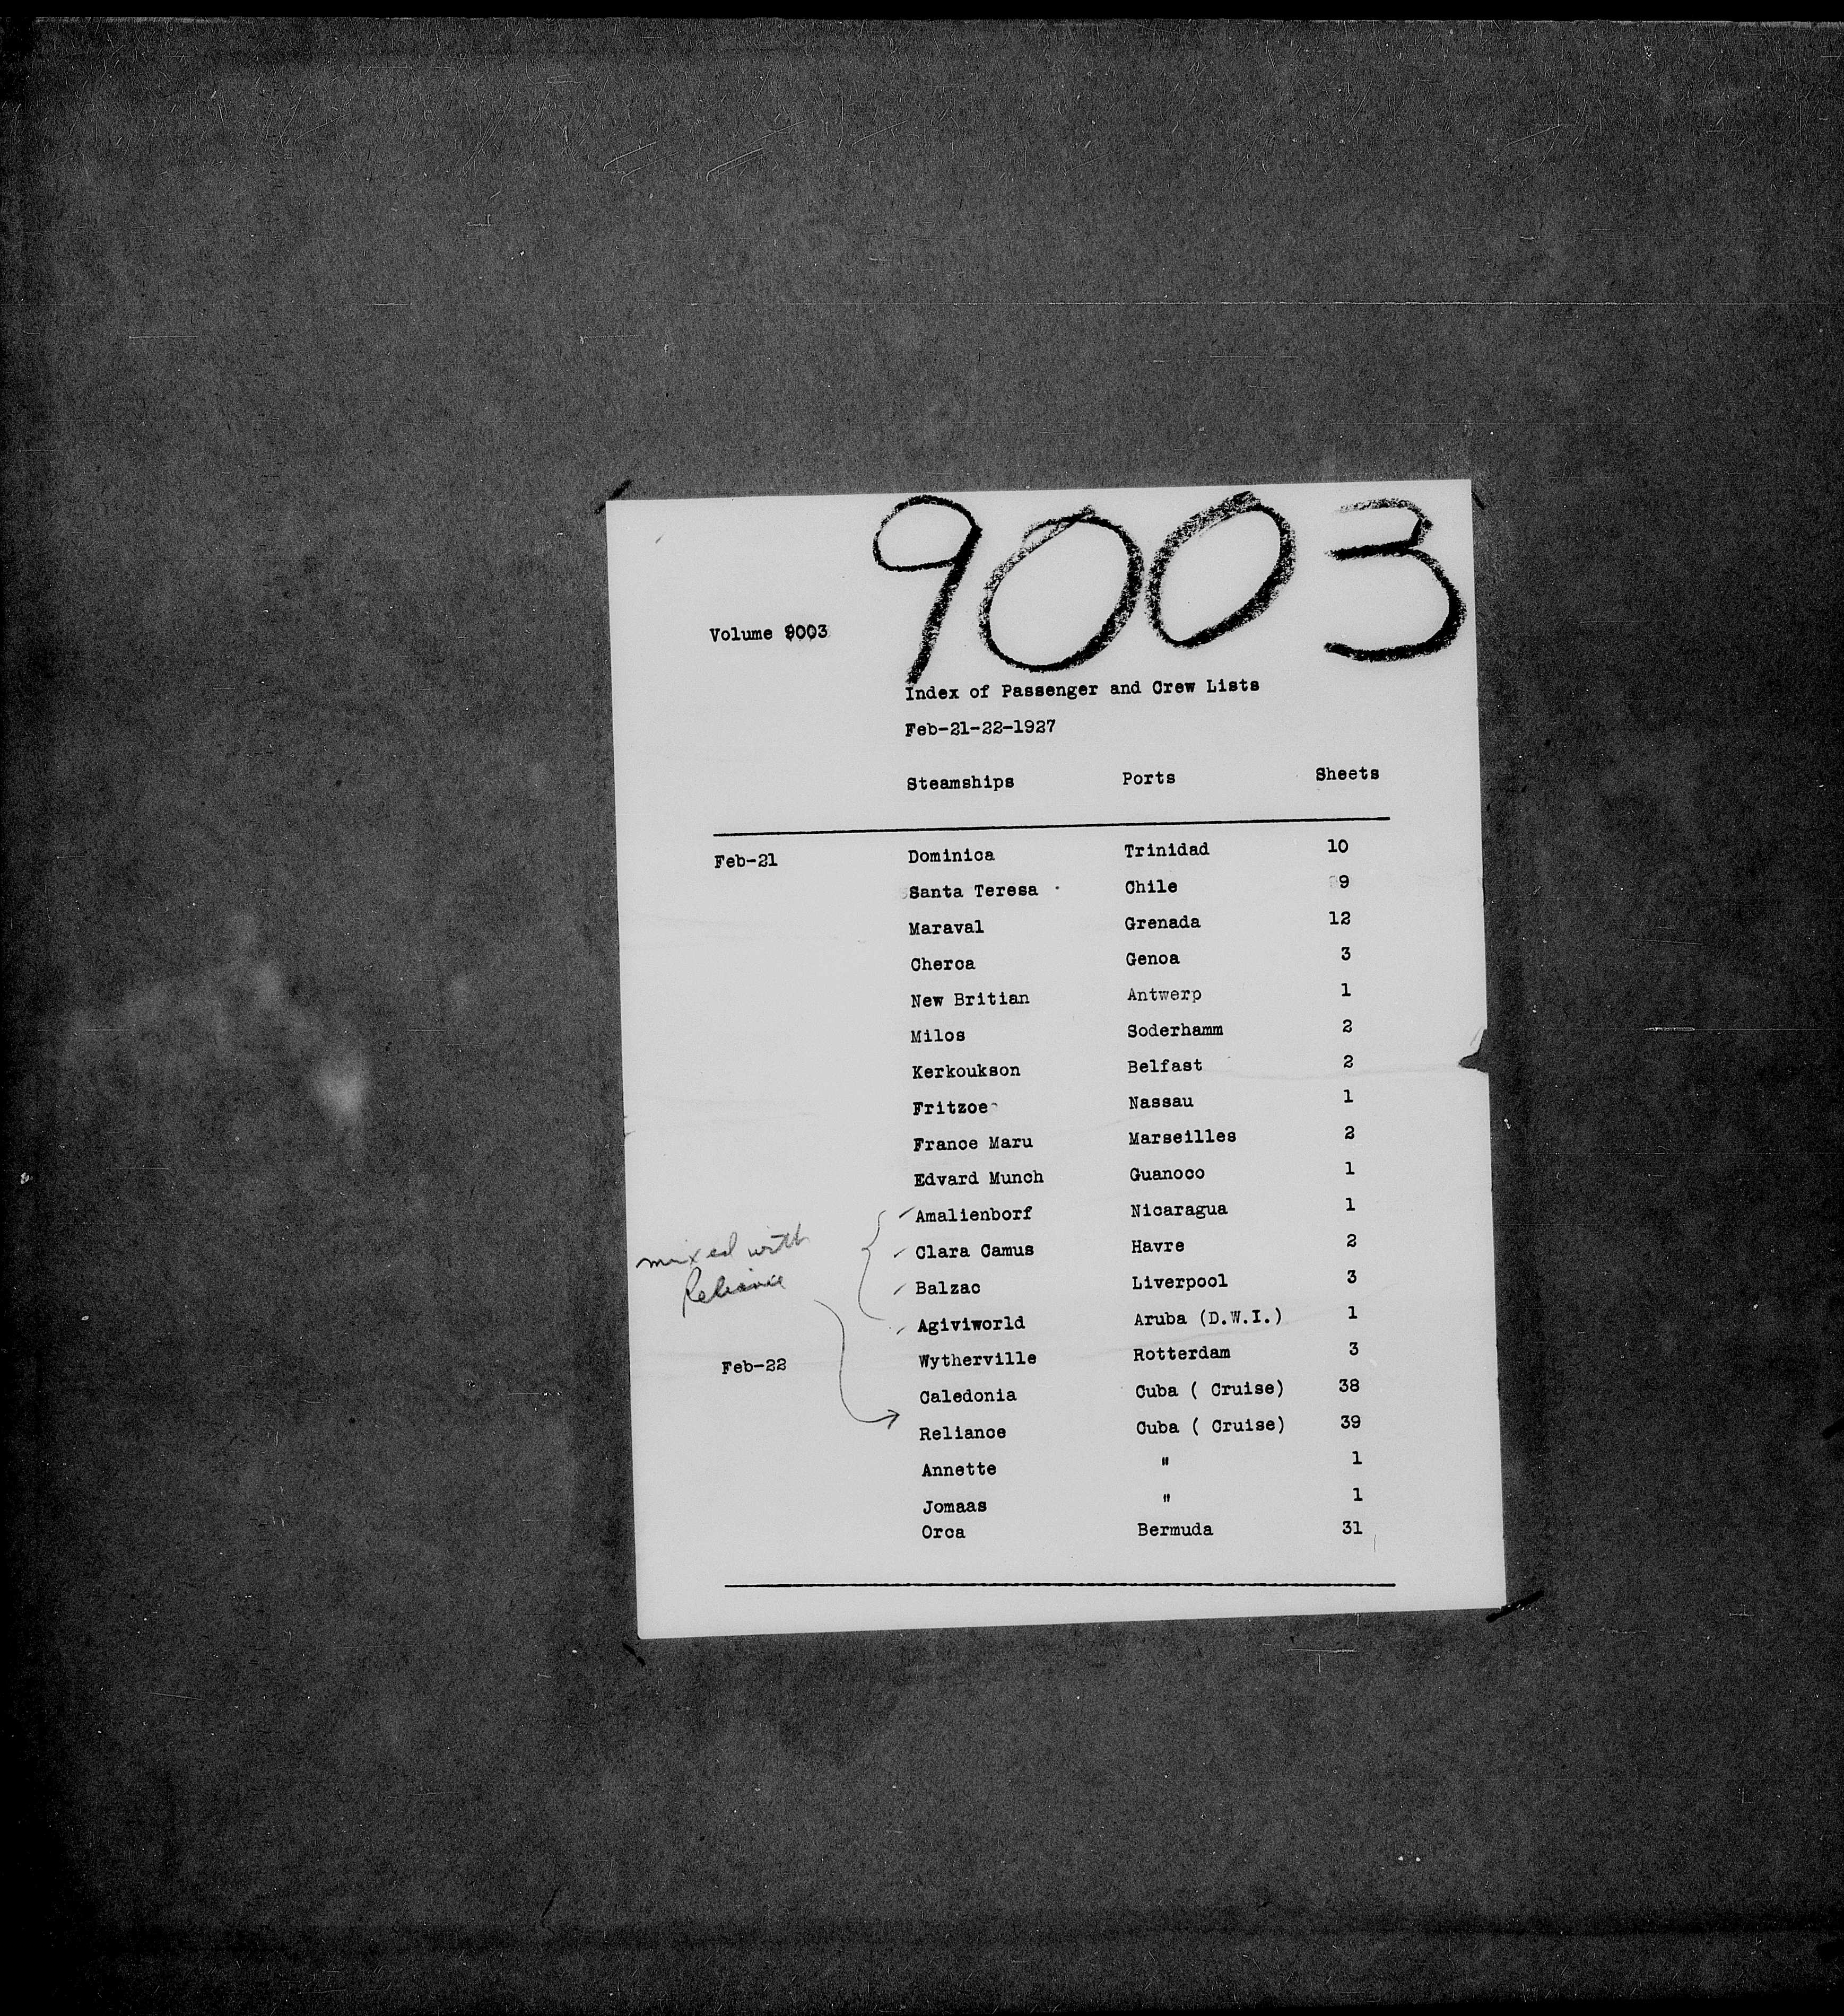 9003
Volume 9003
Index of Passenger and Crew Lists
Feb-21-22-1927
Steamships Ports Sheets
Feb-21 Dominica Trinidad 10
Santa Teresa Chile 9
Maraval Grenada 12
Cheroa Genoa 3
New Britian Antwerp 1
Milos Soderhamm 2
Kerkoukson Belfast 2
Fritzoe Nassau 1
France Maru Marseilles 2
Edvard Munch Guanoco 1
Amalienborf Nicaragua 1
mixed with Clara Camus Havre 2
Reliance Balzac Liverpool 3
Agiviworld Aruba (D.W.I.) 1
Feb-22 Wytherville Rotterdam 3
Caledonia Cuba ( Cruise) 38
Reliance Cuba ( Cruise) 39
Annette " 1
Jomaas " 1
Orca Bermuda 31